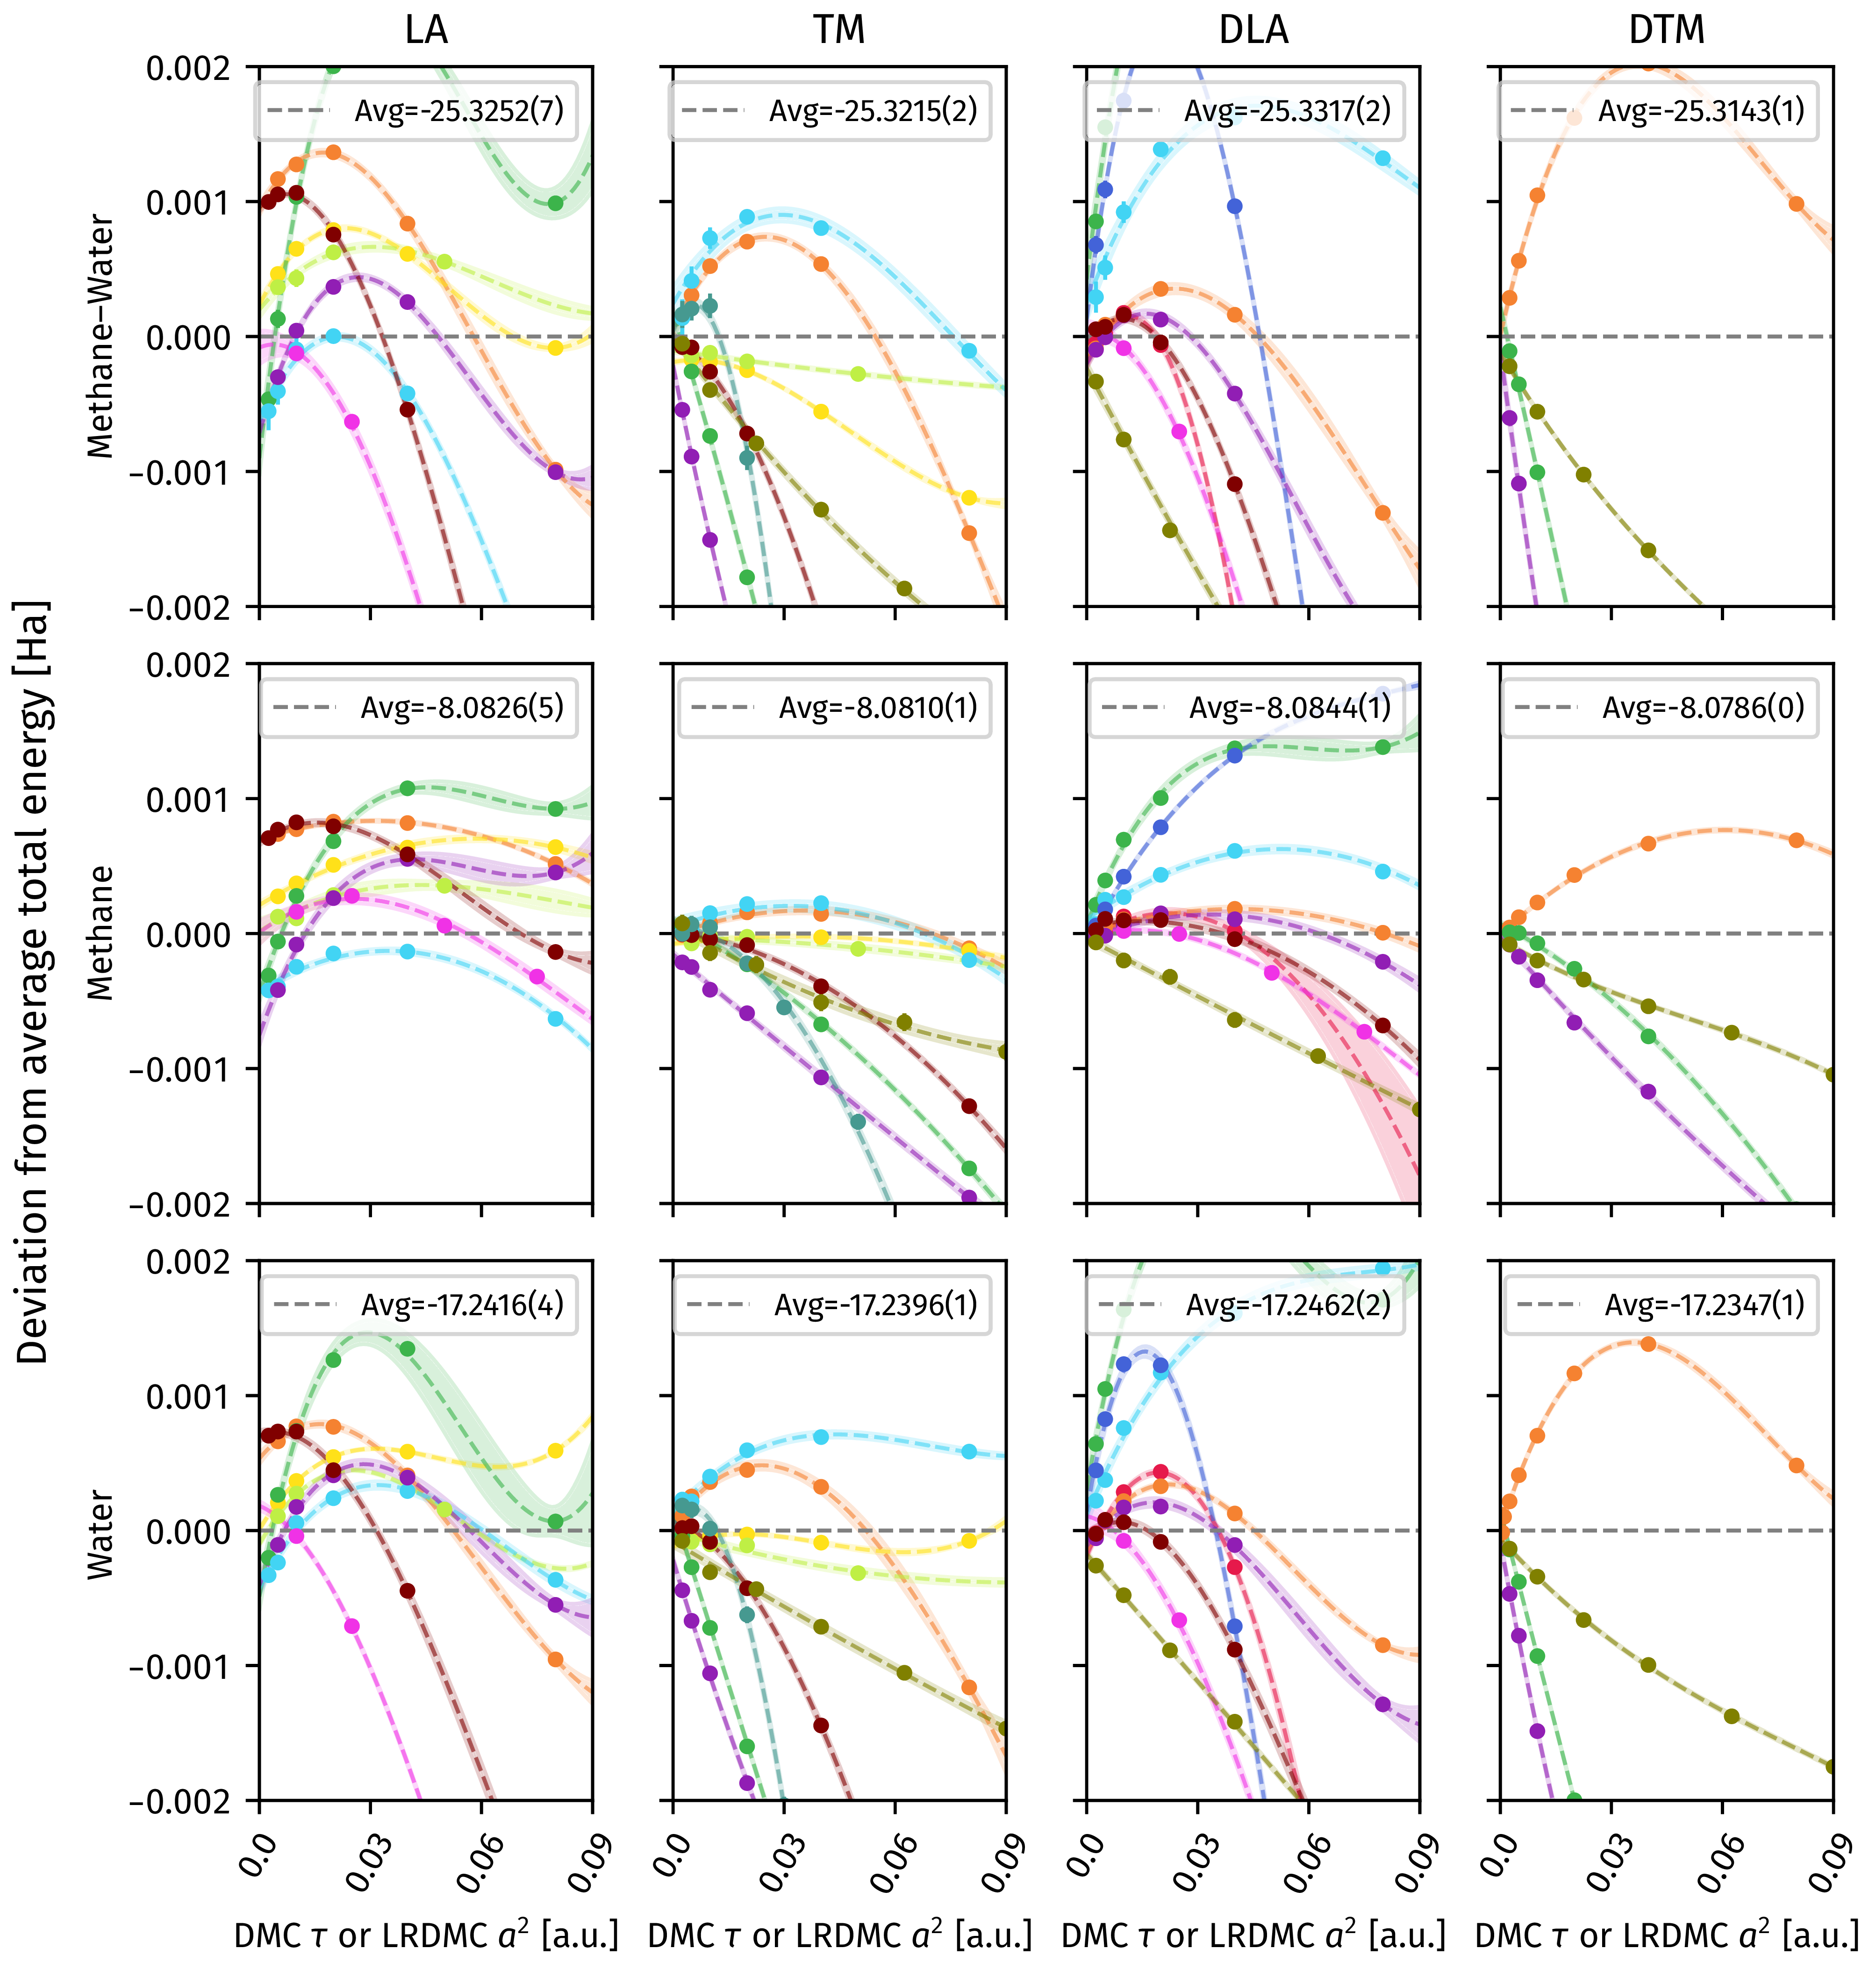 LA TM DLA DTM
Deviation from average total energy [Ha]
Methane–Water
0.002
0.001
0.000
−0.001
−0.002
Avg=-25.3252(7)
Avg=-25.3215(2)
Avg=-25.3317(2)
Avg=-25.3143(1)
Methane
0.002
0.001
0.000
−0.001
−0.002
Avg=-8.0826(5)
Avg=-8.0810(1)
Avg=-8.0844(1)
Avg=-8.0786(0)
Water
0.002
0.001
0.000
−0.001
−0.002
Avg=-17.2416(4)
Avg=-17.2396(1)
Avg=-17.2462(2)
Avg=-17.2347(1)
0.0 0.03 0.06 0.09 0.0 0.03 0.06 0.09 0.0 0.03 0.06 0.09 0.0 0.03 0.06 0.09
DMC τ or LRDMC a² [a.u.] DMC τ or LRDMC a² [a.u.] DMC τ or LRDMC a² [a.u.] DMC τ or LRDMC a² [a.u.]